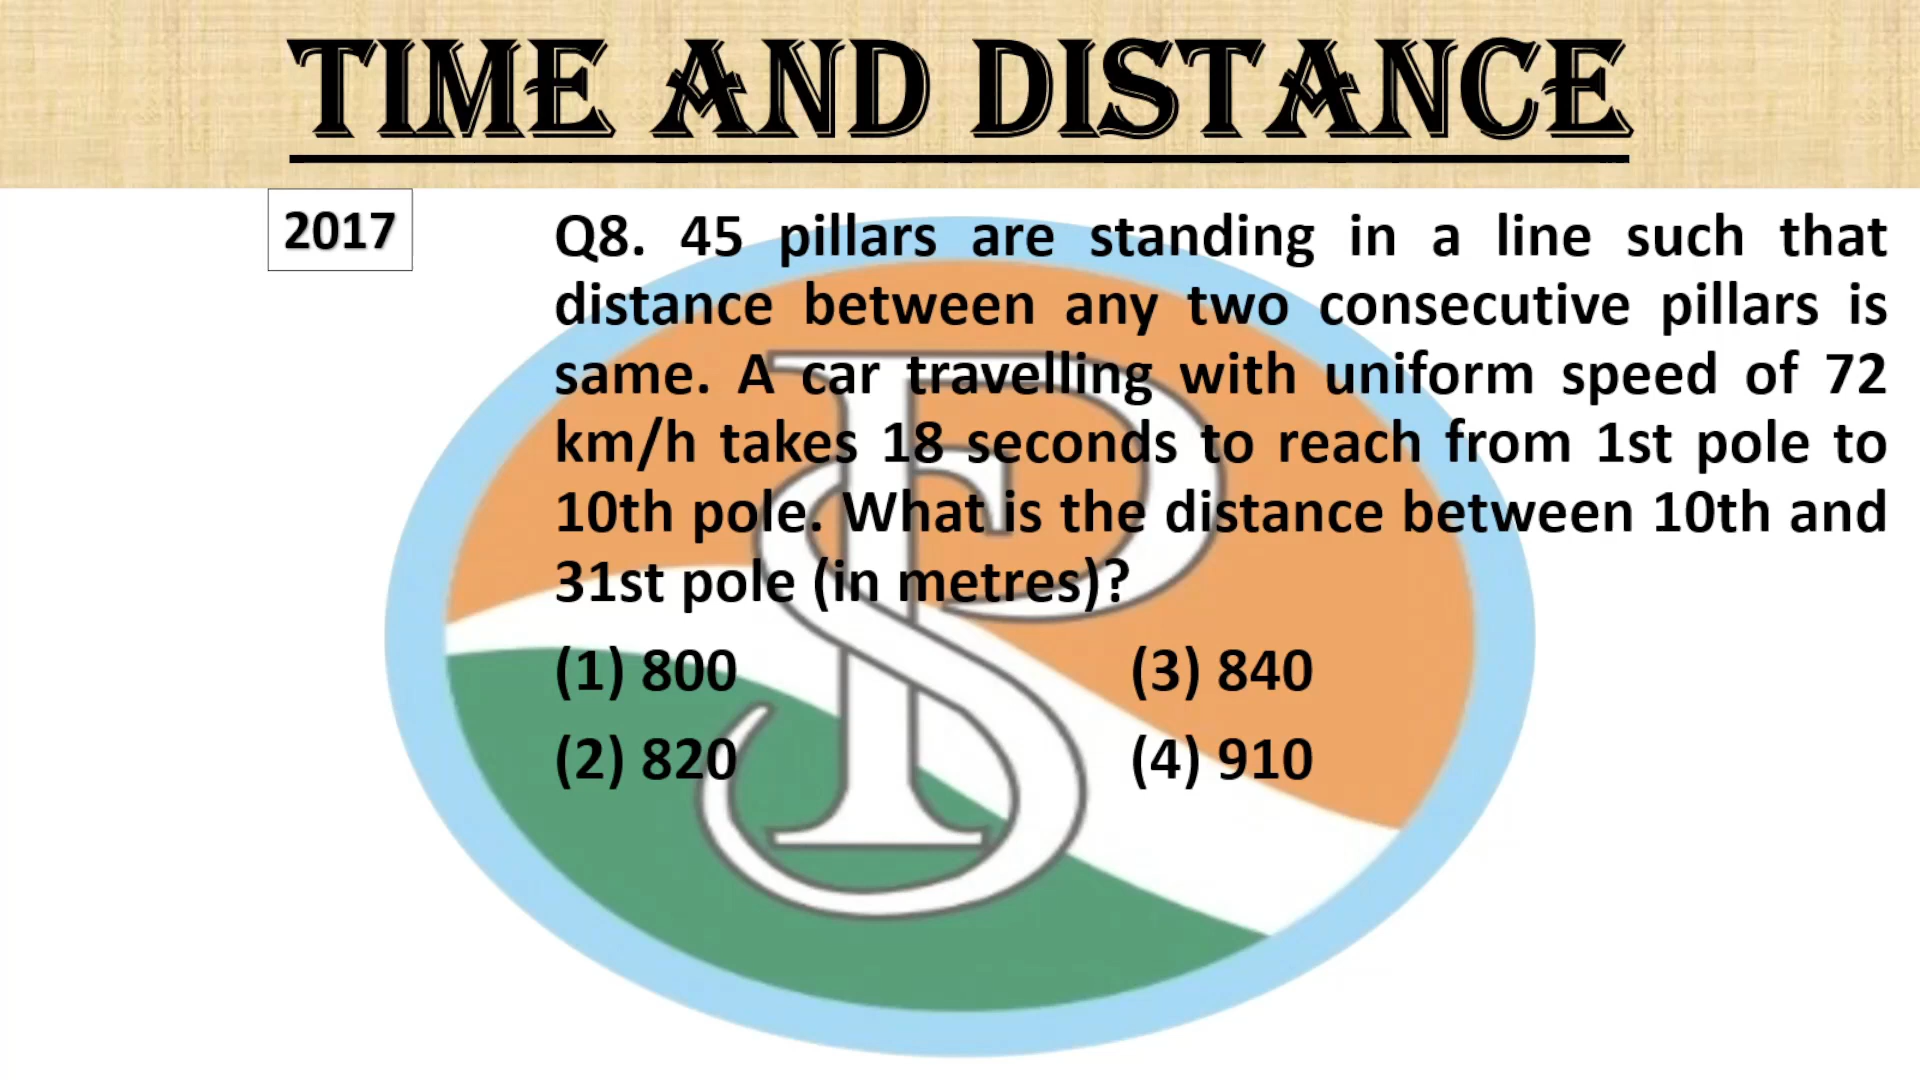 TIME AND DISTANCE
2017
Q8. 45 pillars are standing in a line such that
distance between any two consecutive pillars is
same. A car travelling with uniform speed of 72
km/h takes 18 seconds to reach from 1st pole to
10th pole. What is the distance between 10th and
31st pole (in metres)?
(1) 800 (3) 840
(2) 820 (4) 910